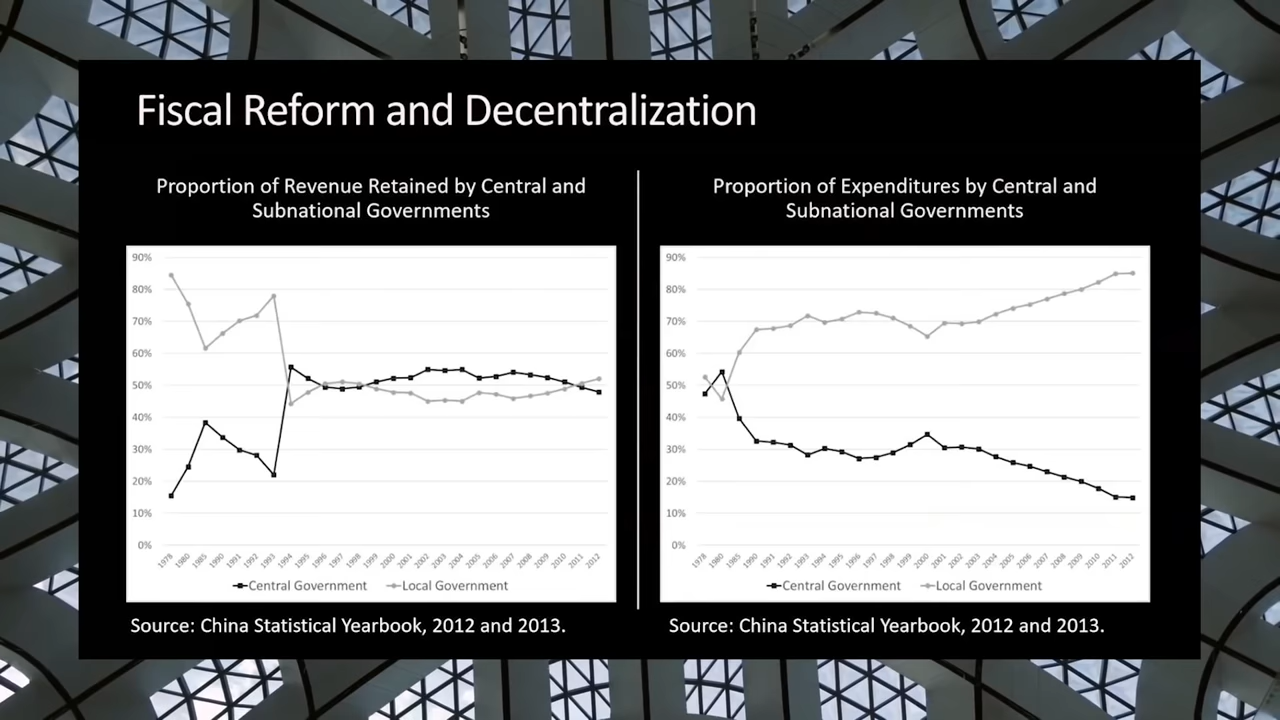 Fiscal Reform and Decentralization
Proportion of Revenue Retained by Central and
Subnational Governments
90%
80%
70%
60%
50%
40%
30%
20%
10%
0%
1978 1980 1985 1990 1991 1992 1993 1994 1995 1996 1997 1998 1999 2000 2001 2002 2003 2004 2005 2006 2007 2008 2009 2010 2011 2012
Central Government Local Government
Source: China Statistical Yearbook, 2012 and 2013.
Proportion of Expenditures by Central and
Subnational Governments
90%
80%
70%
60%
50%
40%
30%
20%
10%
0%
1978 1980 1985 1990 1991 1992 1993 1994 1995 1996 1997 1998 1999 2000 2001 2002 2003 2004 2005 2006 2007 2008 2009 2010 2011 2012
Central Government Local Government
Source: China Statistical Yearbook, 2012 and 2013.